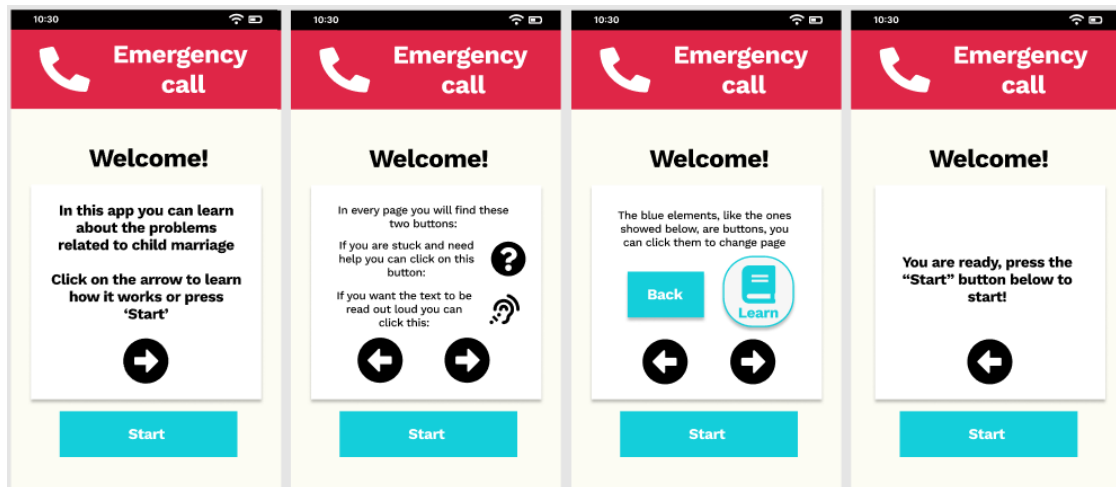 10:30
Emergency
call
Welcome!
In this app you can learn
about the problems
related to child marriage
Click on the arrow to learn
how it works or press
‘Start’
Start
10:30
Emergency
call
Welcome!
In every page you will find these
two buttons:
If you are stuck and need
help you can click on this
button:
?
If you want the text to be
read out loud you can
click this:
Start
10:30
Emergency
call
Welcome!
The blue elements, like the ones
showed below, are buttons, you
can click them to change page
Back
Learn
Start
10:30
Emergency
call
Welcome!
You are ready, press the
“Start” button below to
start!
Start